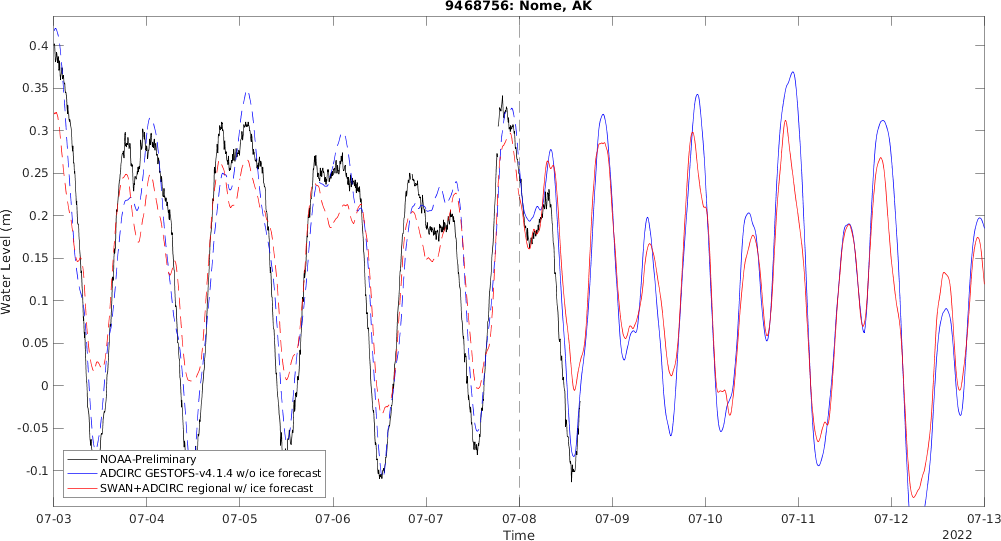 9468756: Nome, AK
Water Level (m)
0.4
0.35
0.3
0.25
0.2
0.15
0.1
0.05
0
-0.05
-0.1
NOAA-Preliminary
ADCIRC GESTOFS-v4.1.4 w/o ice forecast
SWAN+ADCIRC regional w/ ice forecast
07-03 07-04 07-05 07-06 07-07 07-08 07-09 07-10 07-11 07-12 07-13
Time
2022